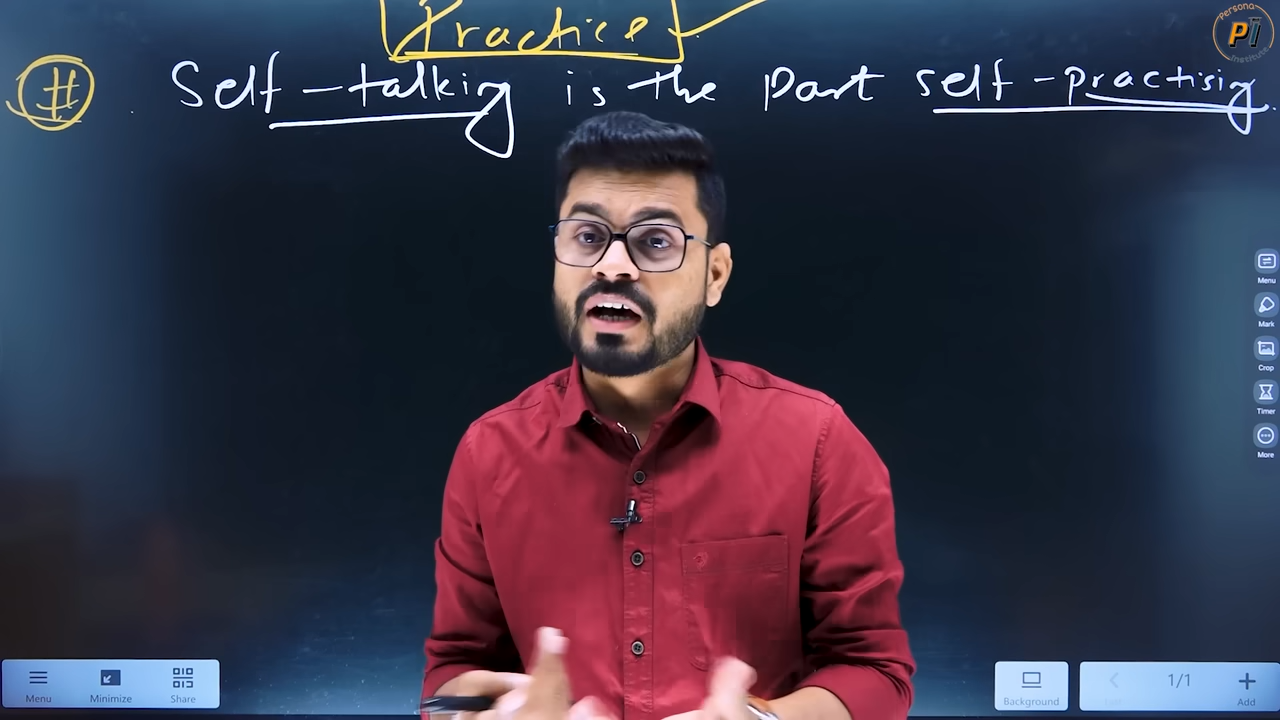 Practice
# Self-talking is the part self-practising.
Persona
PI
Institute
Menu
Mark
Crop
Timer
More
Menu
Minimize
Share
Background
1/1
Add